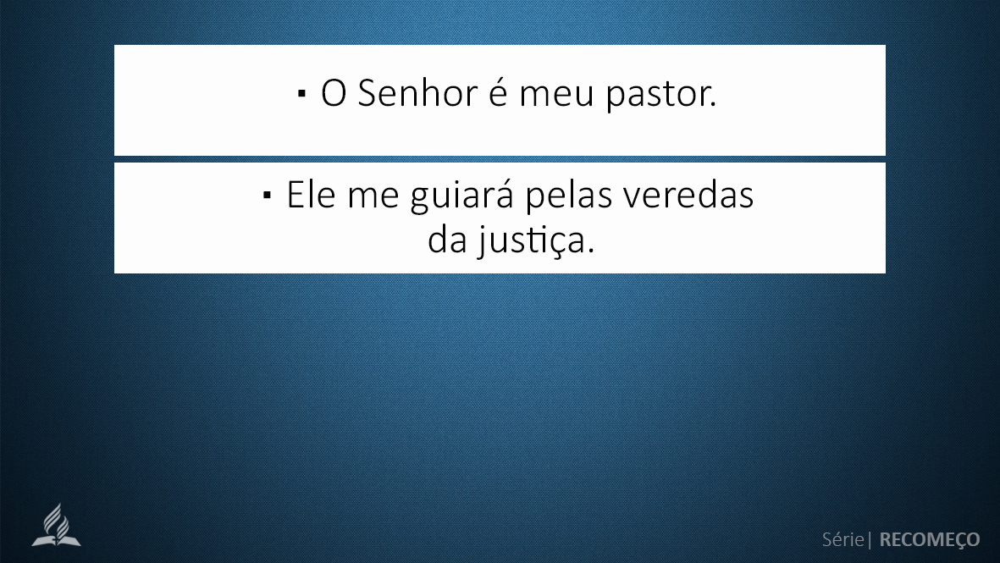 ▪ O Senhor é meu pastor.
▪ Ele me guiará pelas veredas
da justiça.
Série| RECOMEÇO